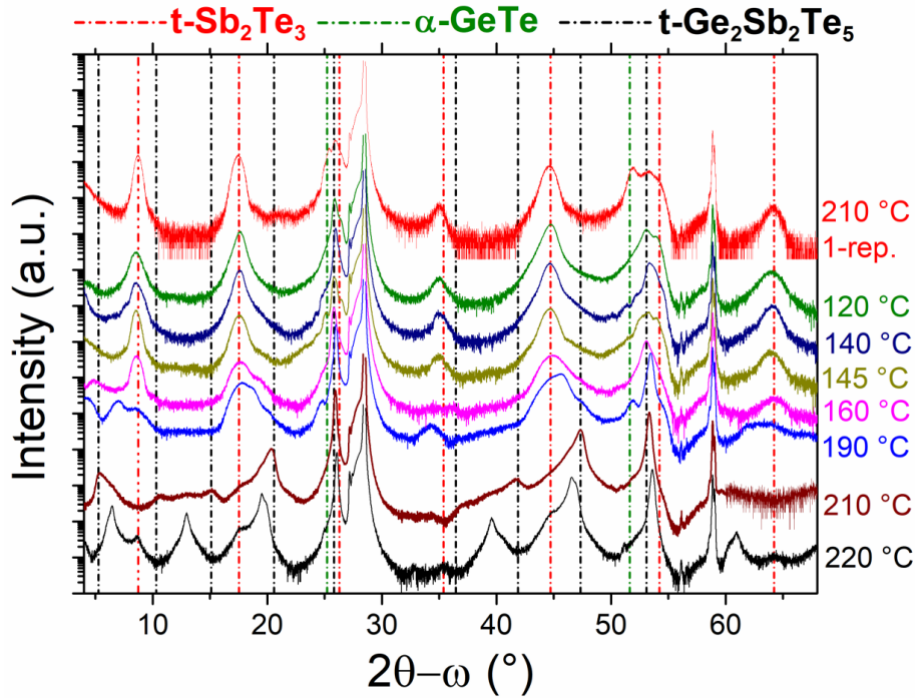 t-Sb₂Te₃ α-GeTe t-Ge₂Sb₂Te₅
Intensity (a.u.)
210 °C
1-rep.
120 °C
140 °C
145 °C
160 °C
190 °C
210 °C
220 °C
10 20 30 40 50 60
2θ−ω (°)